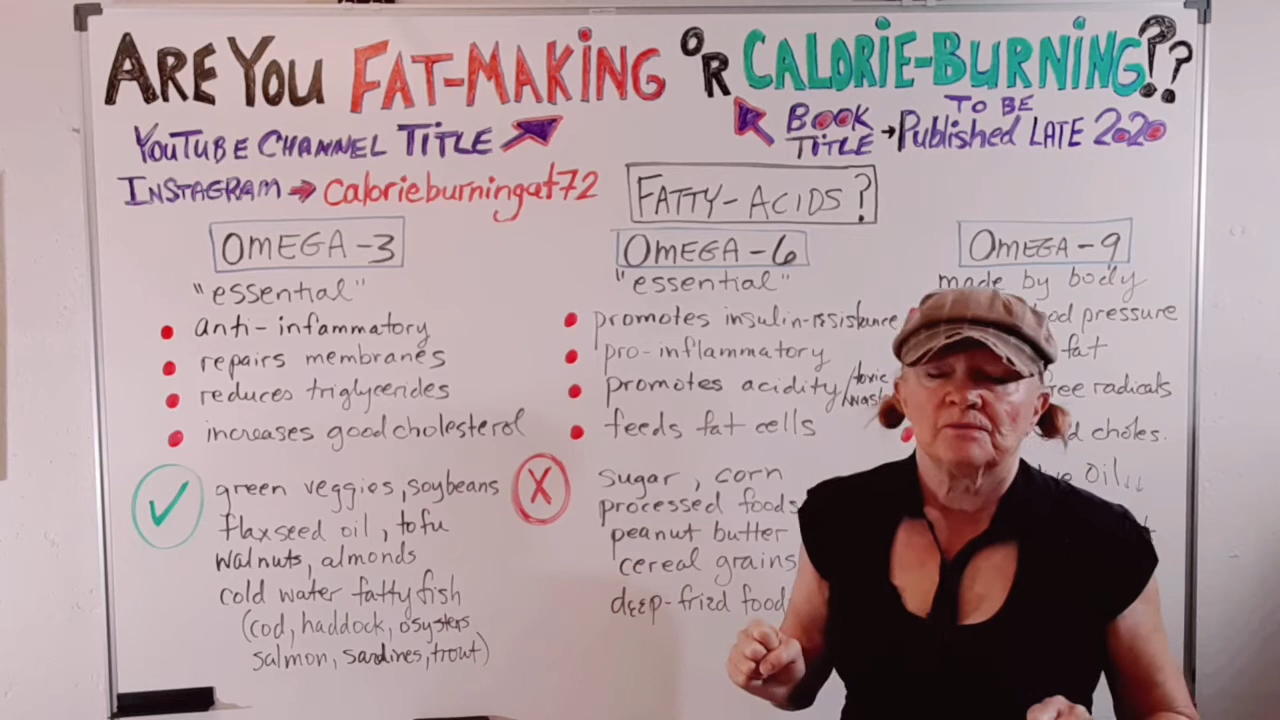 ARE YOU FAT-MAKING OR CALORIE-BURNING??
YOUTUBE CHANNEL TITLE
BOOK TITLE → TO BE Published LATE 2020
INSTAGRAM → calorieburningat72
FATTY-ACIDS?
OMEGA-3
"essential"
anti-infammatory
repairs membranes
reduces triglycerides
increases good cholesterol
green veggies, soybeans
flaxseed oil, tofu
walnuts, almonds
cold water fatty fish
(cod, haddock, osysters
salmon, sardines, trout)
OMEGA-6
"essential"
promotes insulin-resistance
pro-inflammatory
promotes acidity/toxic waste
feeds fat cells
X
sugar, corn
processed foods
peanut butter
cereal grains
deep-fried food
OMEGA-9
made by body
pressure
fat
free radicals
choles.
Oil↓↓